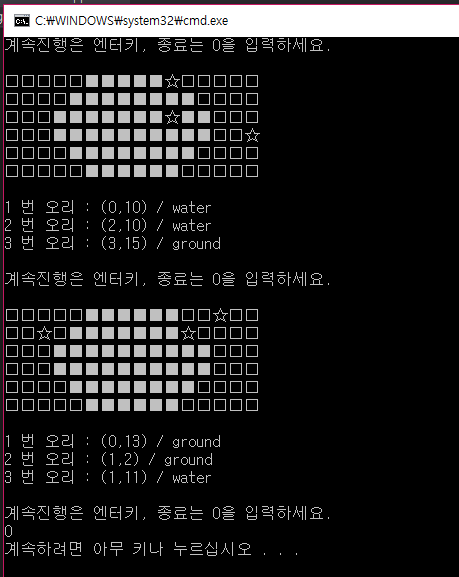 C:₩WINDOWS₩system32₩cmd.exe
계속진행은 엔터키, 종료는 0을 입력하세요.
□□□□□■■■■■☆□□□□□
□□□□■■■■■■■■□□□□
□□□■■■■■■■☆■■□□□
□□□■■■■■■■■■■□□☆
□□□□■■■■■■■■□□□□
□□□□□■■■■■■□□□□□
1 번 오리 : (0,10) / water
2 번 오리 : (2,10) / water
3 번 오리 : (3,15) / ground
계속진행은 엔터키, 종료는 0을 입력하세요.
□□□□□■■■■■■□□☆□□
□□☆□■■■■■■■☆□□□□
□□□■■■■■■■■■■□□□
□□□■■■■■■■■■■□□□
□□□□■■■■■■■■□□□□
□□□□□■■■■■■□□□□□
1 번 오리 : (0,13) / ground
2 번 오리 : (1,2) / ground
3 번 오리 : (1,11) / water
계속진행은 엔터키, 종료는 0을 입력하세요.
0
계속하려면 아무 키나 누르십시오 . . .